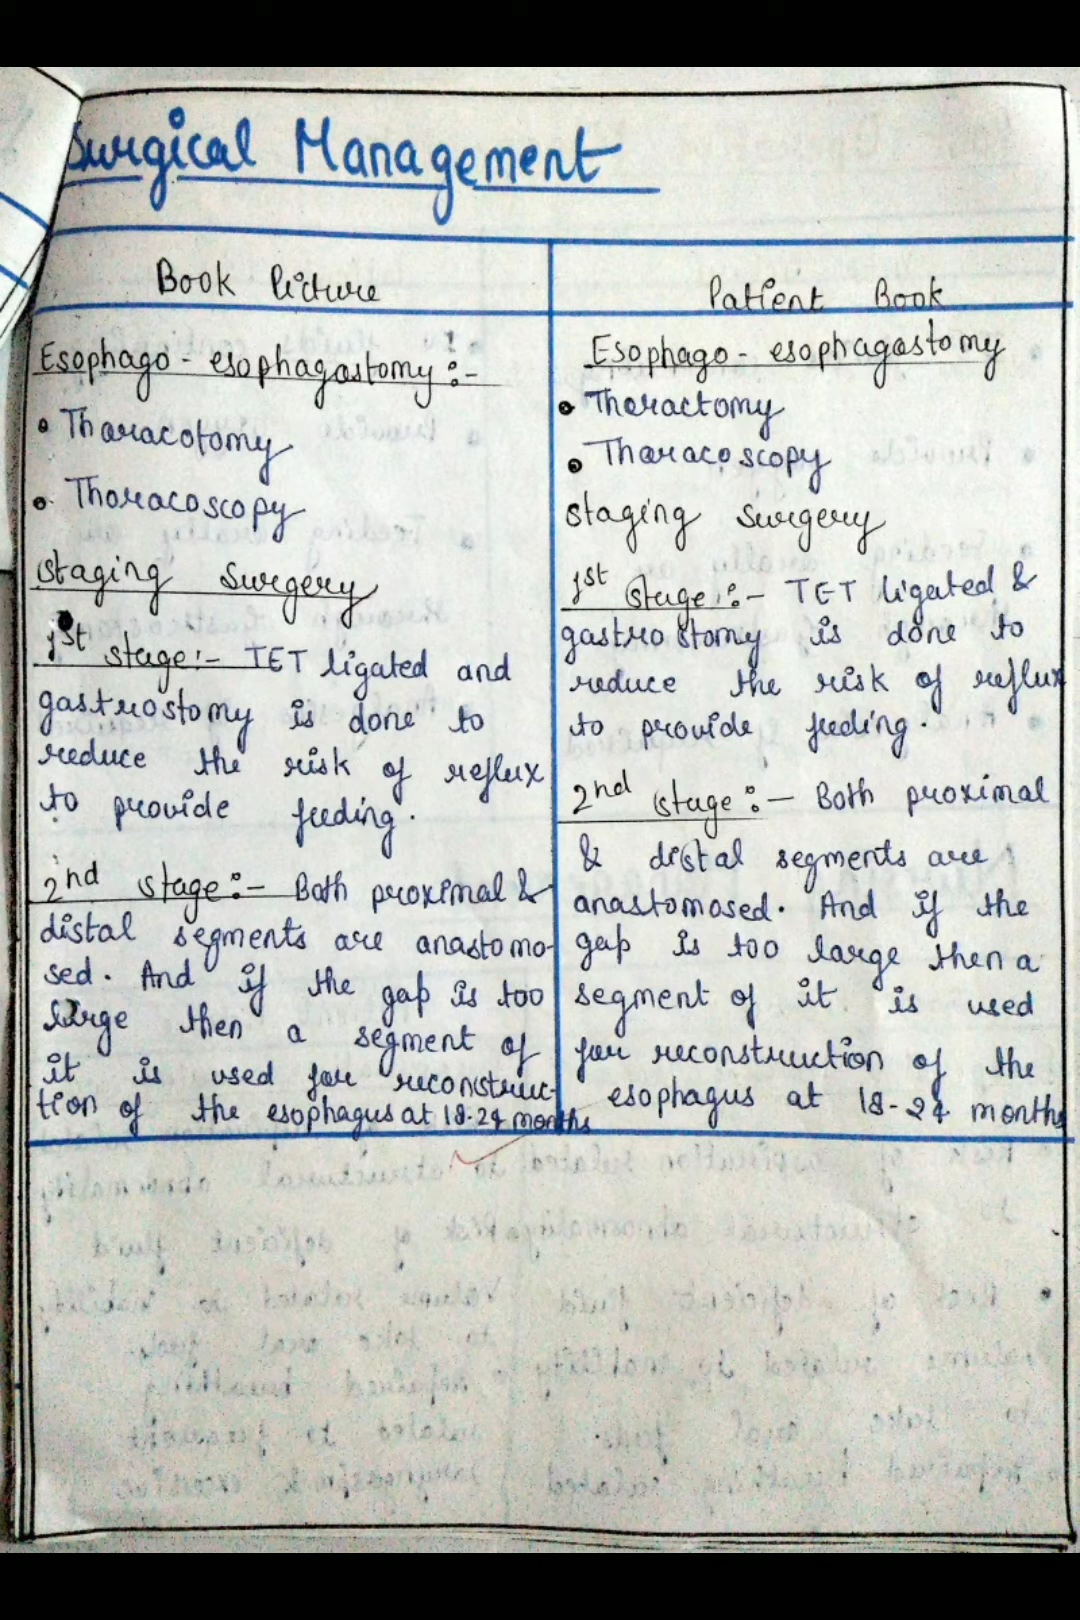 Surgical Management
Book Picture
Esophago - esophagostomy :-
• Thoracotomy
• Thoracoscopy
Staging Surgery
1st stage:- TET ligated and
gastrostomy is done to
reduce the risk of reflux
to provide feeding.
2nd stage:- Both proximal &
distal segments are anastomo-
sed. And if the gap is too
large then a segment of
it is used for reconstruc-
tion of the esophagus at 18-24 months
Patient Book
Esophago - esophagostomy
• Thoractomy
• Thoracoscopy
Staging Surgery
1st Stage:- TET ligated &
gastrostomy is done to
reduce the risk of reflux
to provide feeding.
2nd stage:- Both proximal
& distal segments are
anastomosed. And if the
gap is too large then a
segment of it is used
for reconstruction of the
esophagus at 18-24 months